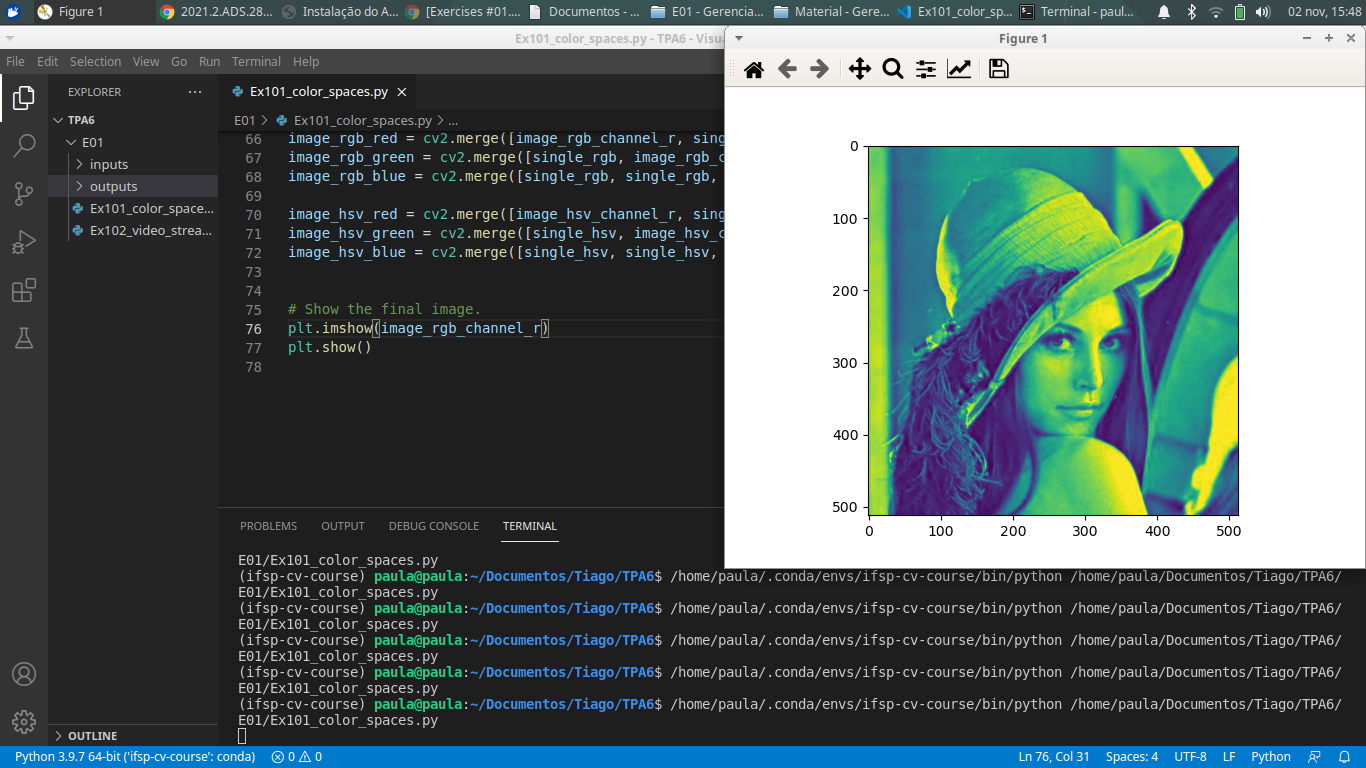 Figure 1
2021.2.ADS.28...
Instalação do A...
[Exercises #01....
Documentos - ...
E01 - Gerencia...
Material - Gere...
Ex101_color_sp...
Terminal - paul...
02 nov, 15:48
Ex101_color_spaces.py - TPA6 - Visua
Figure 1
File Edit Selection View Go Run Terminal Help
EXPLORER ...
Ex101_color_spaces.py
TPA6
E01 > Ex101_color_spaces.py > ...
E01
inputs
outputs
Ex101_color_space...
Ex102_video_strea...
66 image_rgb_red = cv2.merge([image_rgb_channel_r, sing
67 image_rgb_green = cv2.merge([single_rgb, image_rgb_c
68 image_rgb_blue = cv2.merge([single_rgb, single_rgb,
69
70 image_hsv_red = cv2.merge([image_hsv_channel_r, sing
71 image_hsv_green = cv2.merge([single_hsv, image_hsv_c
72 image_hsv_blue = cv2.merge([single_hsv, single_hsv,
73
74
75 # Show the final image.
76 plt.imshow(image_rgb_channel_r)
77 plt.show()
78
0
100
200
300
400
500
0 100 200 300 400 500
PROBLEMS OUTPUT DEBUG CONSOLE TERMINAL
E01/Ex101_color_spaces.py
(ifsp-cv-course) paula@paula:~/Documentos/Tiago/TPA6$ /home/paula/.conda/envs/ifsp-cv-course/bin/python /home/paula/Documentos/Tiago/TPA6/
E01/Ex101_color_spaces.py
(ifsp-cv-course) paula@paula:~/Documentos/Tiago/TPA6$ /home/paula/.conda/envs/ifsp-cv-course/bin/python /home/paula/Documentos/Tiago/TPA6/
E01/Ex101_color_spaces.py
(ifsp-cv-course) paula@paula:~/Documentos/Tiago/TPA6$ /home/paula/.conda/envs/ifsp-cv-course/bin/python /home/paula/Documentos/Tiago/TPA6/
E01/Ex101_color_spaces.py
(ifsp-cv-course) paula@paula:~/Documentos/Tiago/TPA6$ /home/paula/.conda/envs/ifsp-cv-course/bin/python /home/paula/Documentos/Tiago/TPA6/
E01/Ex101_color_spaces.py
(ifsp-cv-course) paula@paula:~/Documentos/Tiago/TPA6$ /home/paula/.conda/envs/ifsp-cv-course/bin/python /home/paula/Documentos/Tiago/TPA6/
E01/Ex101_color_spaces.py
OUTLINE
Python 3.9.7 64-bit ('ifsp-cv-course': conda) 0 0 Ln 76, Col 31 Spaces: 4 UTF-8 LF Python